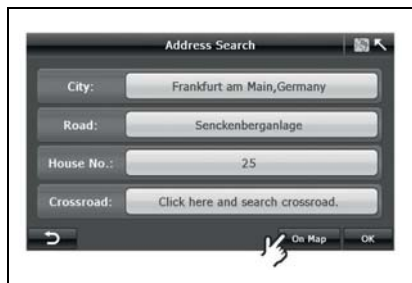 Address Search
City: Frankfurt am Main,Germany
Road: Senckenberganlage
House No.: 25
Crossroad: Click here and search crossroad.
On Map OK